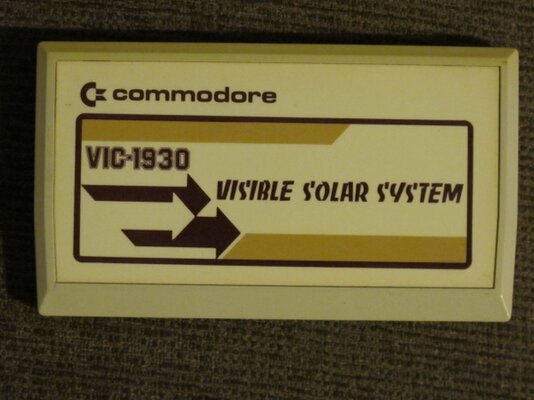 commodore
VIC-1930
VISIBLE SOLAR SYSTEM